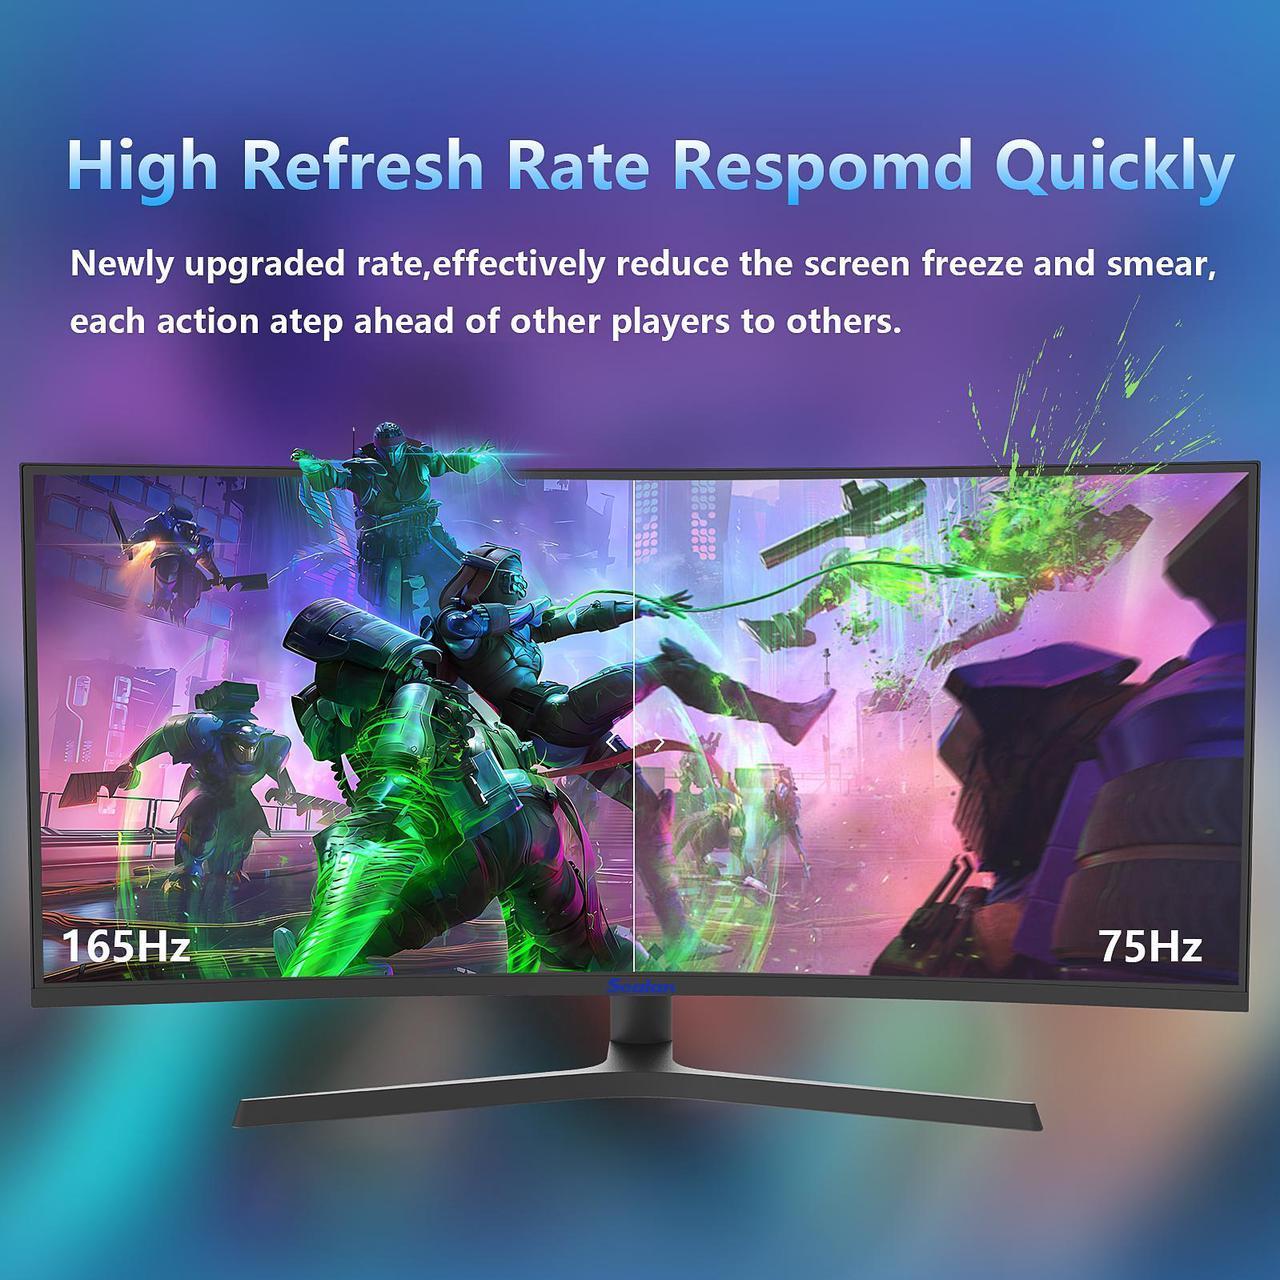 High Refresh Rate Respomd Quickly
Newly upgraded rate,effectively reduce the screen freeze and smear,
each action atep ahead of other players to others.
165Hz
75Hz